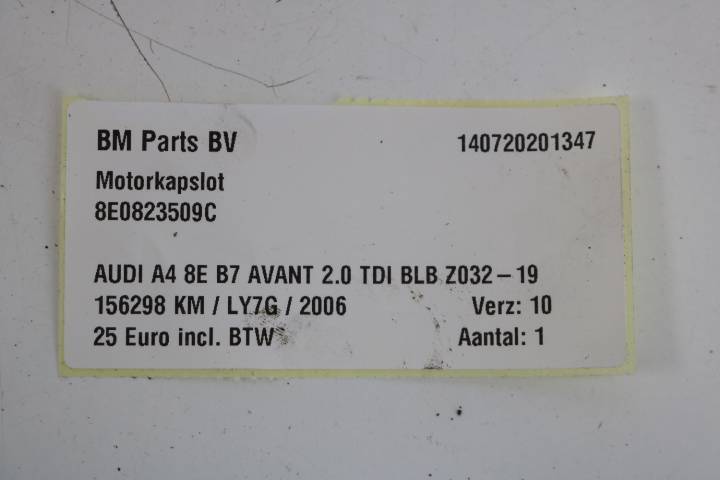 BM Parts BV 140720201347
Motorkapslot
8E0823509C
AUDI A4 8E B7 AVANT 2.0 TDI BLB Z032 – 19
156298 KM / LY7G / 2006 Verz: 10
25 Euro incl. BTW Aantal: 1